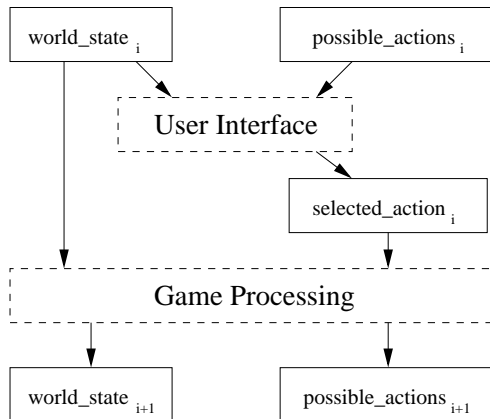 world_state i
possible_actions i
User Interface
selected_action i
Game Processing
world_state i+1
possible_actions i+1